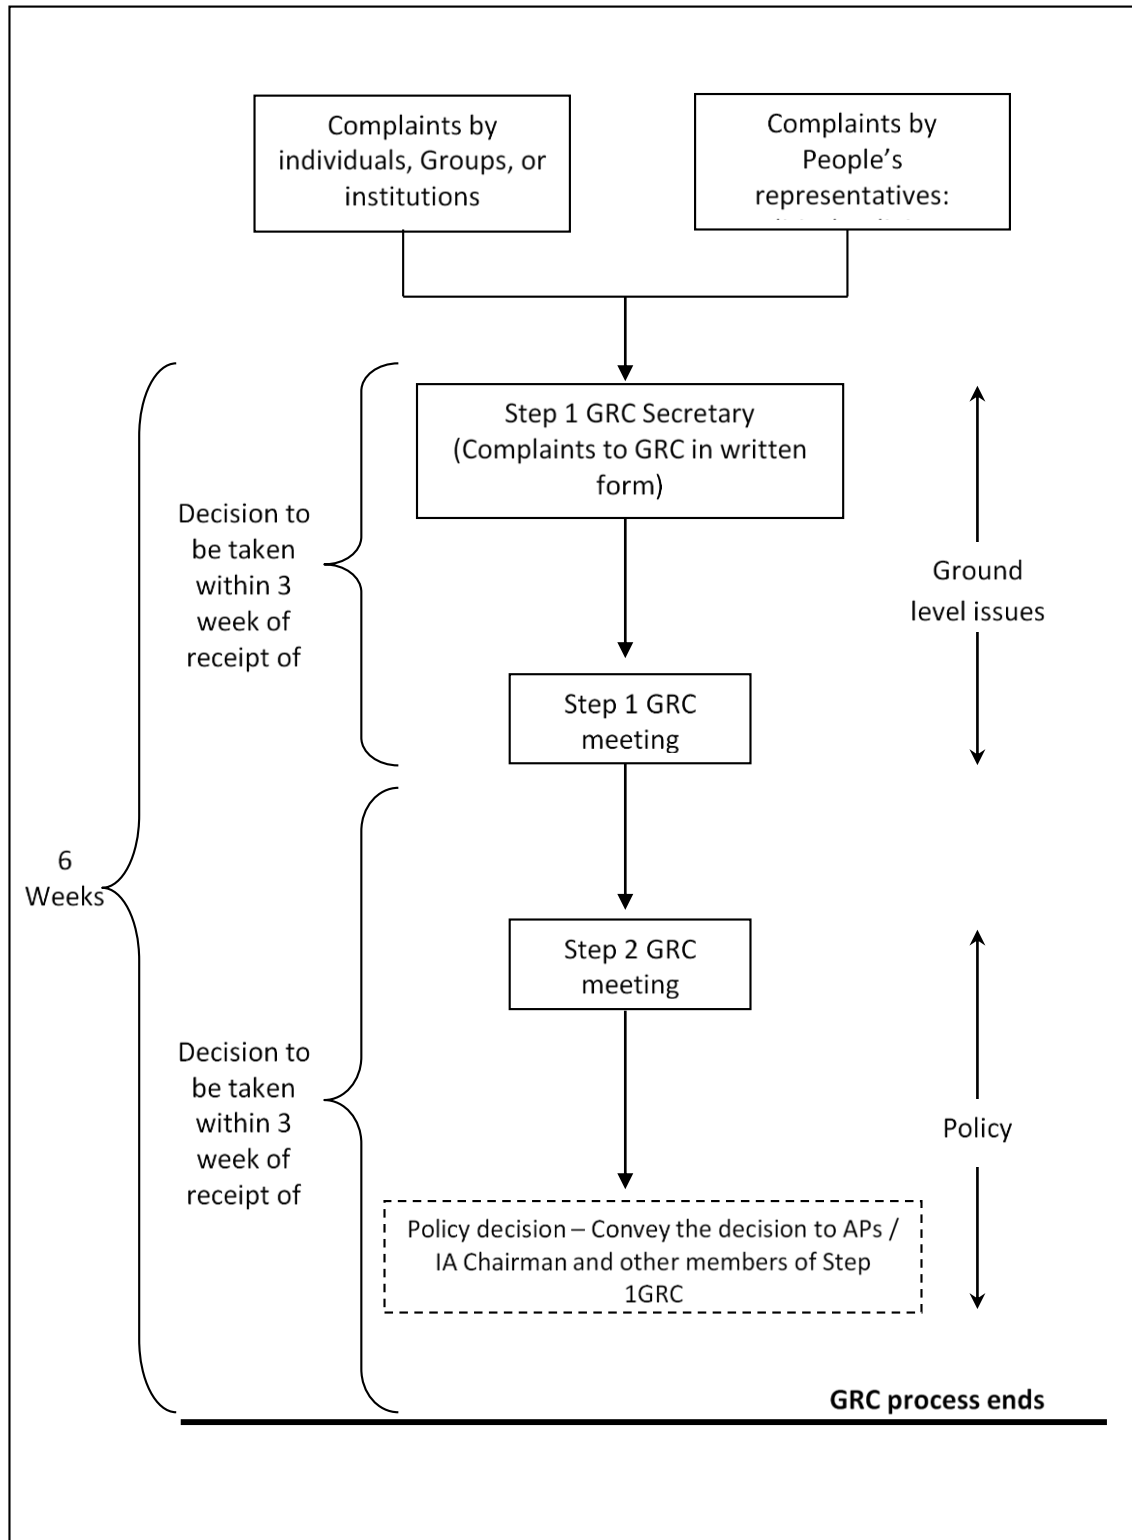 Complaints by
individuals, Groups, or
institutions
Complaints by
People’s
representatives:
Step 1 GRC Secretary
(Complaints to GRC in written
form)
Decision to
be taken
within 3
week of
receipt of
Ground
level issues
Step 1 GRC
meeting
6
Weeks
Step 2 GRC
meeting
Decision to
be taken
within 3
week of
receipt of
Policy
Policy decision – Convey the decision to APs /
IA Chairman and other members of Step
1GRC
GRC process ends